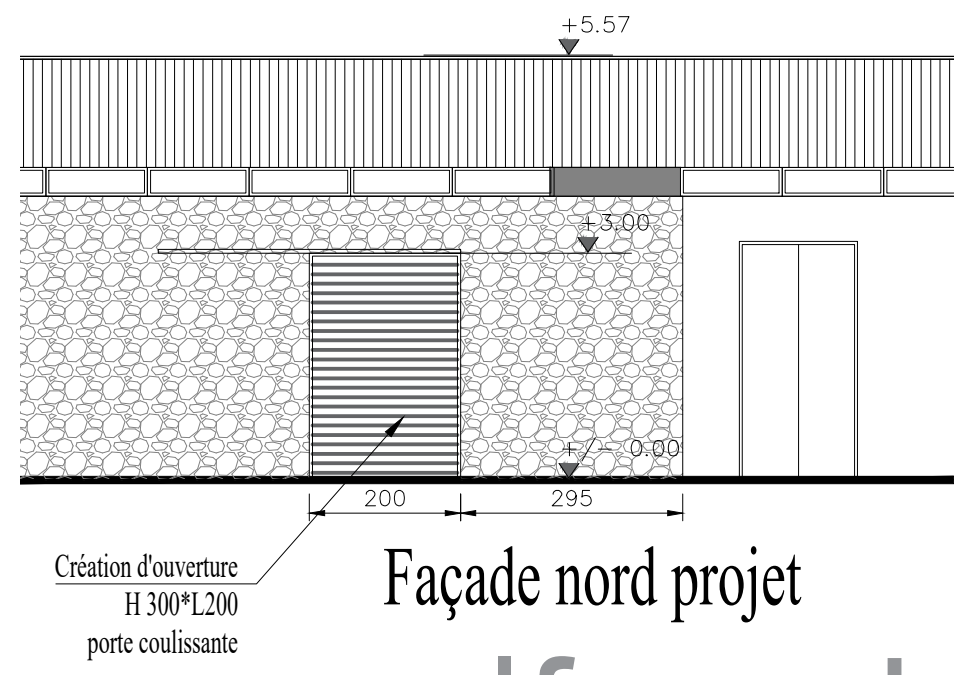 +5.57
+3.00
+/- 0.00
200
295
Création d'ouverture
H 300*L200
porte coulissante
Façade nord projet